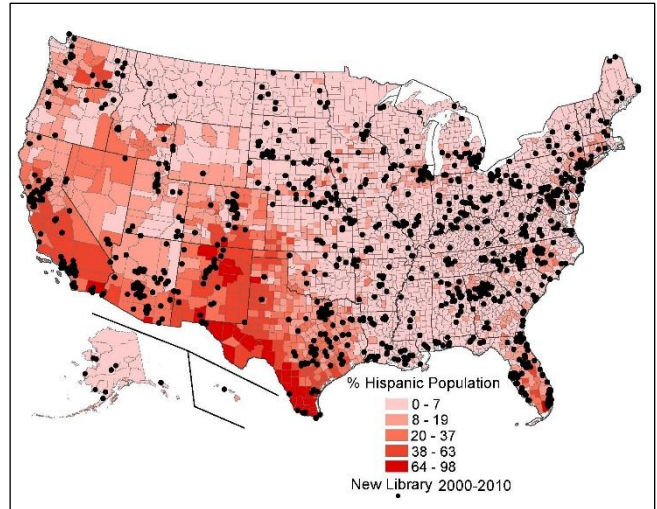 % Hispanic Population
0 - 7
8 - 19
20 - 37
38 - 63
64 - 98
New Library 2000-2010